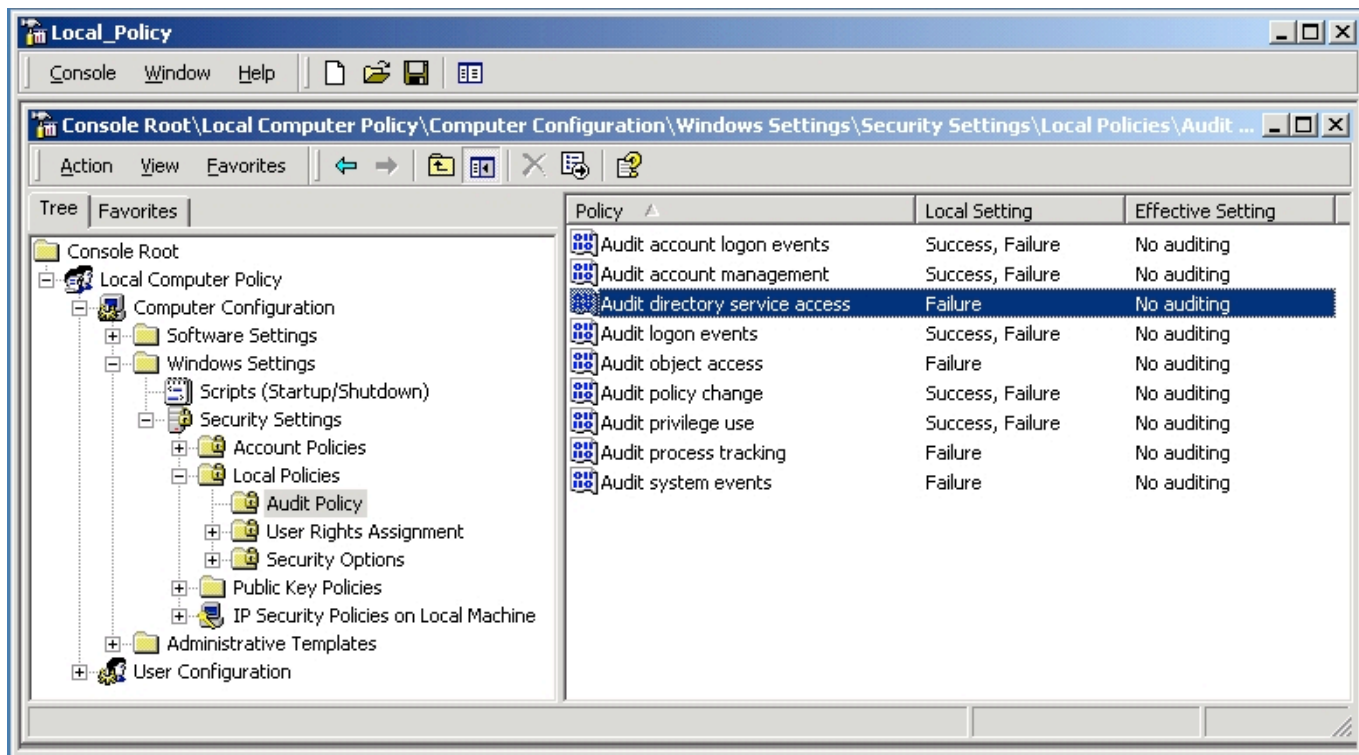 Local_Policy
Console Window Help
Console Root\Local Computer Policy\Computer Configuration\Windows Settings\Security Settings\Local Policies\Audit ...
Action View Favorites
Tree Favorites
Console Root
Local Computer Policy
Computer Configuration
Software Settings
Windows Settings
Scripts (Startup/Shutdown)
Security Settings
Account Policies
Local Policies
Audit Policy
User Rights Assignment
Security Options
Public Key Policies
IP Security Policies on Local Machine
Administrative Templates
User Configuration
Policy Local Setting Effective Setting
Audit account logon events Success, Failure No auditing
Audit account management Success, Failure No auditing
Audit directory service access Failure No auditing
Audit logon events Success, Failure No auditing
Audit object access Failure No auditing
Audit policy change Success, Failure No auditing
Audit privilege use Success, Failure No auditing
Audit process tracking Failure No auditing
Audit system events Failure No auditing